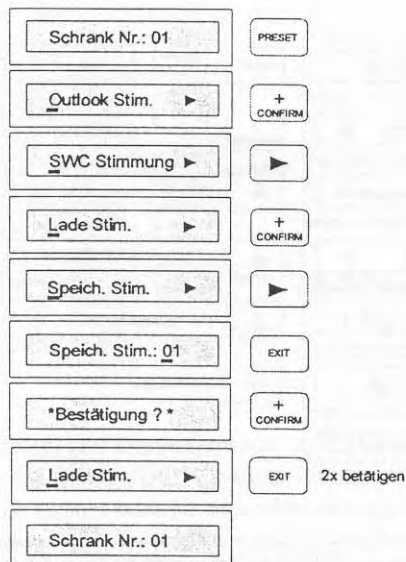 Schrank Nr.: 01 PRESET
Outlook Stim. ► + CONFIRM
SWC Stimmung ► ►
Lade Stim. ► + CONFIRM
Speich. Stim. ► ►
Speich. Stim.: 01 EXIT
*Bestätigung ? * + CONFIRM
Lade Stim. ► EXIT 2x betätigen
Schrank Nr.: 01